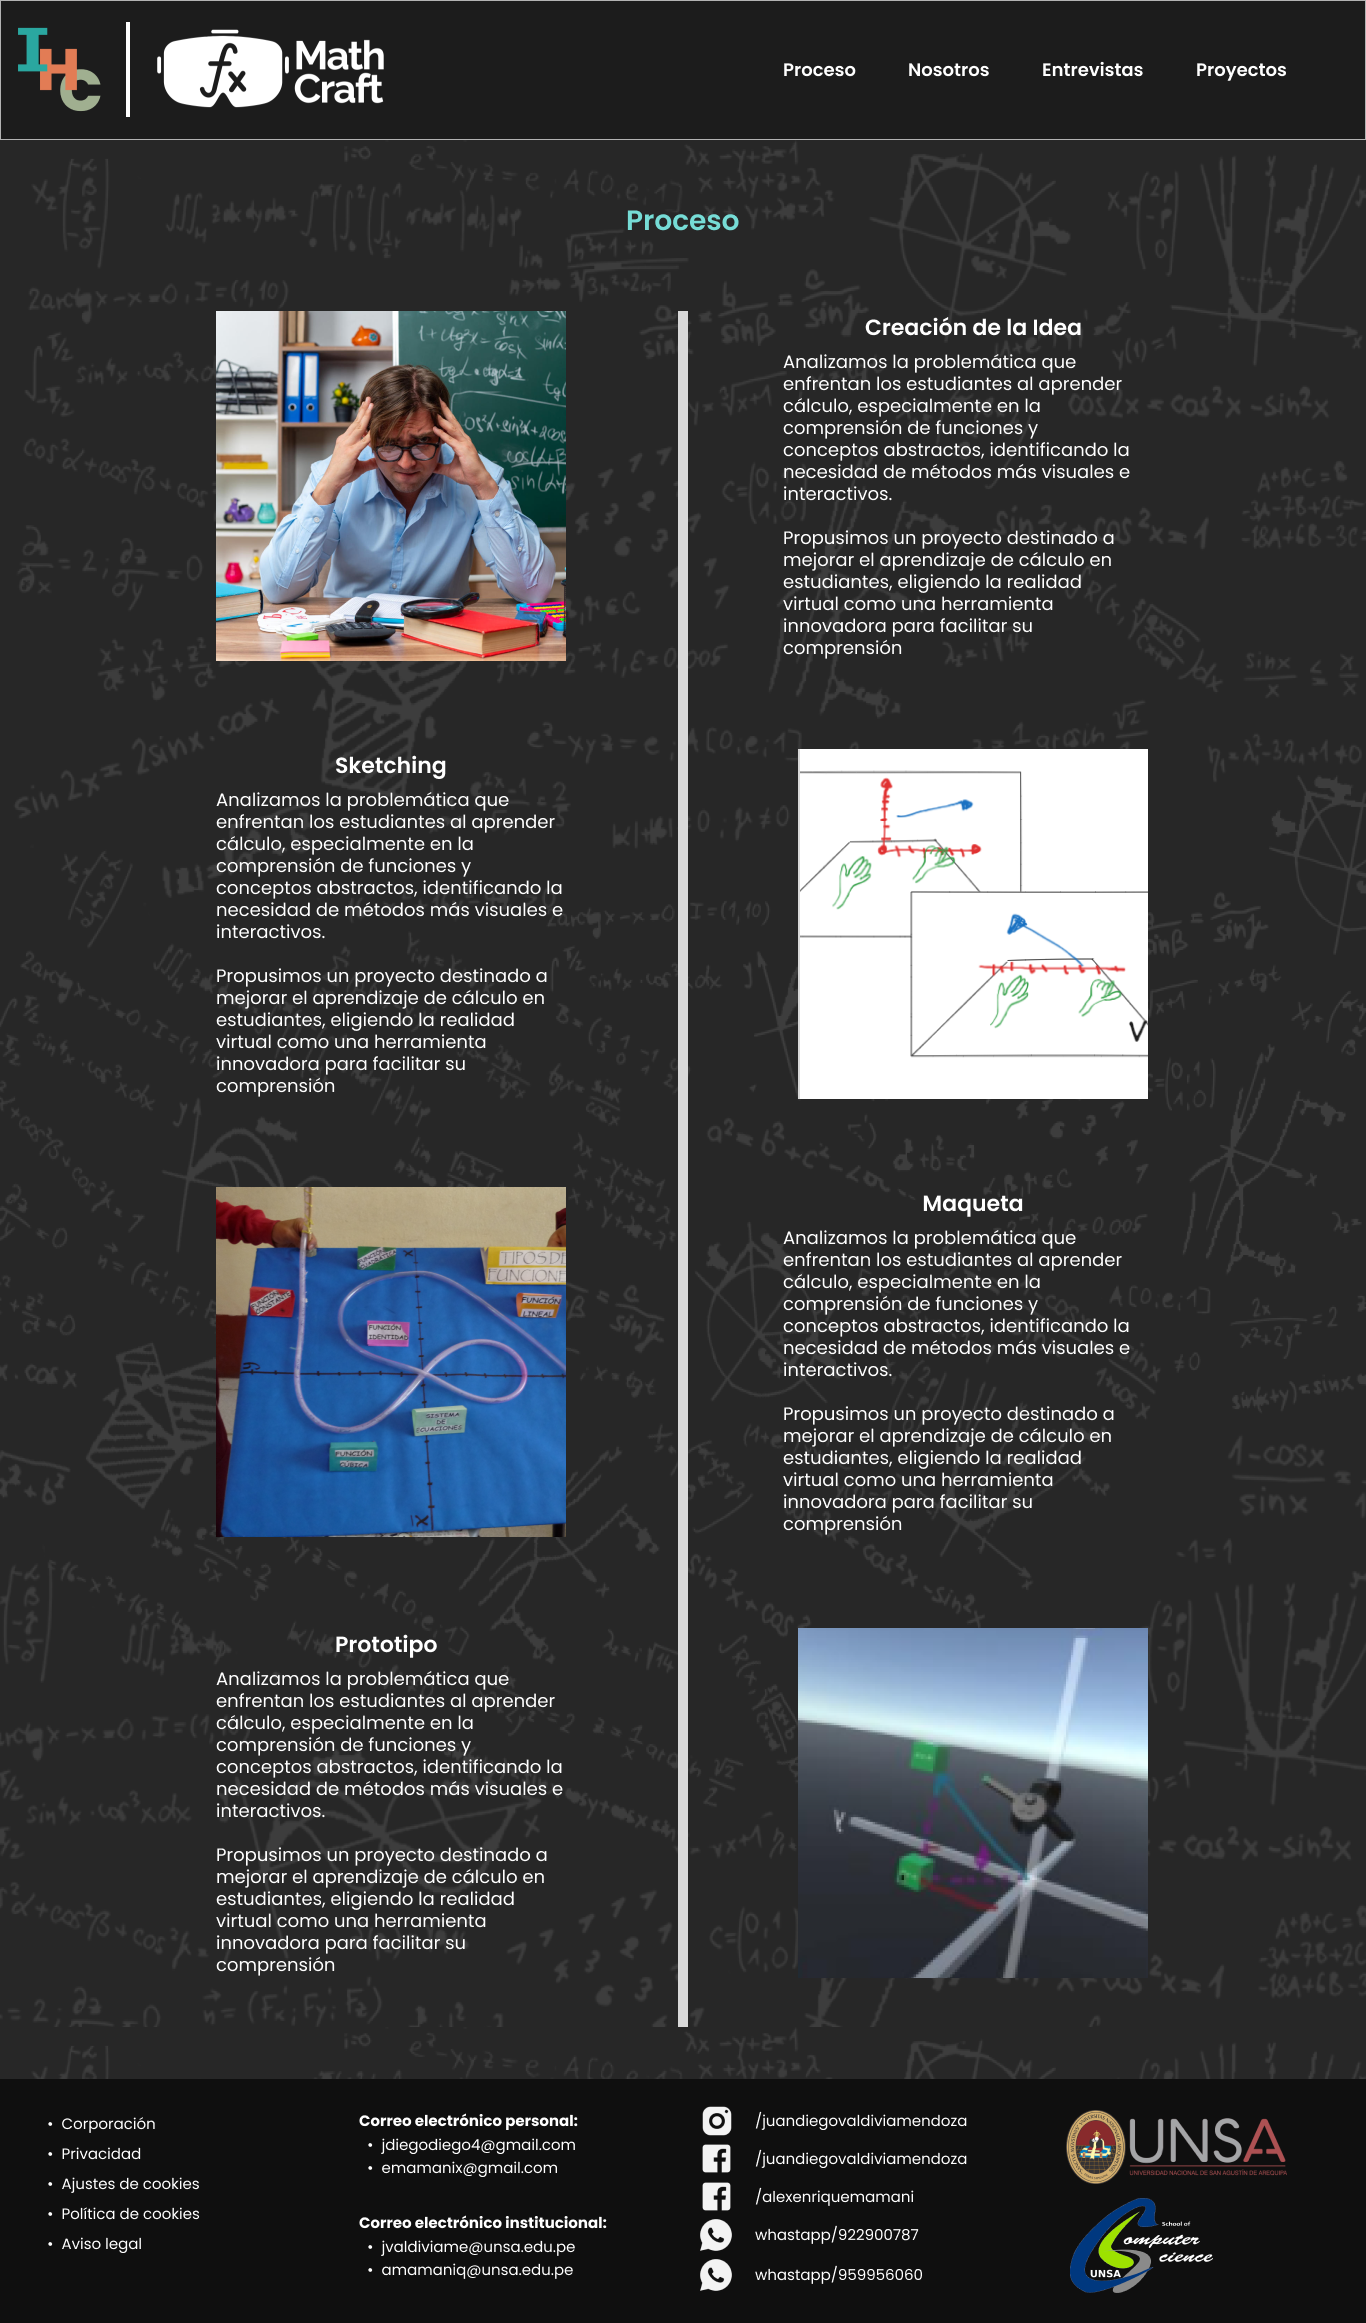 IHC
fx
Math
Craft
Proceso
Nosotros
Entrevistas
Proyectos
Proceso
Creación de la Idea
Analizamos la problemática que
enfrentan los estudiantes al aprender
cálculo, especialmente en la
comprensión de funciones y
conceptos abstractos, identificando la
necesidad de métodos más visuales e
interactivos.
Propusimos un proyecto destinado a
mejorar el aprendizaje de cálculo en
estudiantes, eligiendo la realidad
virtual como una herramienta
innovadora para facilitar su
comprensión
Sketching
Analizamos la problemática que
enfrentan los estudiantes al aprender
cálculo, especialmente en la
comprensión de funciones y
conceptos abstractos, identificando la
necesidad de métodos más visuales e
interactivos.
Propusimos un proyecto destinado a
mejorar el aprendizaje de cálculo en
estudiantes, eligiendo la realidad
virtual como una herramienta
innovadora para facilitar su
comprensión
V
TIPOS DE
FUNCIONE
FUNCIÓN
LINEAL
FUNCIÓN
IDENTIDAD
SISTEMA
DE
ECUACIONES
FUNCIÓN
CÚBICA
Maqueta
Analizamos la problemática que
enfrentan los estudiantes al aprender
cálculo, especialmente en la
comprensión de funciones y
conceptos abstractos, identificando la
necesidad de métodos más visuales e
interactivos.
Propusimos un proyecto destinado a
mejorar el aprendizaje de cálculo en
estudiantes, eligiendo la realidad
virtual como una herramienta
innovadora para facilitar su
comprensión
Prototipo
Analizamos la problemática que
enfrentan los estudiantes al aprender
cálculo, especialmente en la
comprensión de funciones y
conceptos abstractos, identificando la
necesidad de métodos más visuales e
interactivos.
Propusimos un proyecto destinado a
mejorar el aprendizaje de cálculo en
estudiantes, eligiendo la realidad
virtual como una herramienta
innovadora para facilitar su
comprensión
Y
• Corporación
• Privacidad
• Ajustes de cookies
• Política de cookies
• Aviso legal
Correo electrónico personal:
• jdiegodiego4@gmail.com
• emamanix@gmail.com
Correo electrónico institucional:
• jvaldiviame@unsa.edu.pe
• amamaniq@unsa.edu.pe
/juandiegovaldiviamendoza
/juandiegovaldiviamendoza
/alexenriquemamani
whastapp/922900787
whastapp/959956060
UNSA
UNIVERSIDAD NACIONAL DE SAN AGUSTÍN DE AREQUIPA
School of
Computer
Science
UNSA